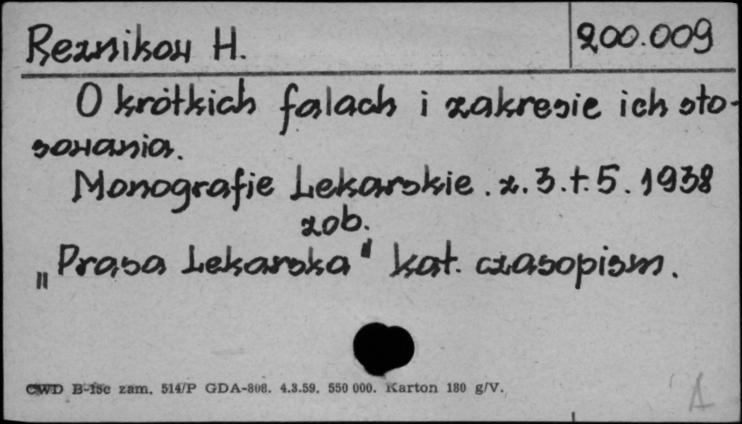 Reznikow H.
200.009
O krótkich falach i zakresie ich sto-
sowania.
Monografie Lekarskie. z. 3. t. 5. 1938
zob.
„Prasa Lekarska" kat. czasopism.
CWD B-15c zam. 514/P GDA-808. 4.3.59. 550 000. Karton 180 g/V.